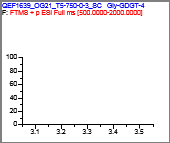 QEF1639_OG21_T5-750-0-3_SC Gly-GDGT-4
F: FTMS + p ESI Full ms [500.0000-2000.0000]
100
80
60
40
20
0
3.1 3.2 3.3 3.4 3.5